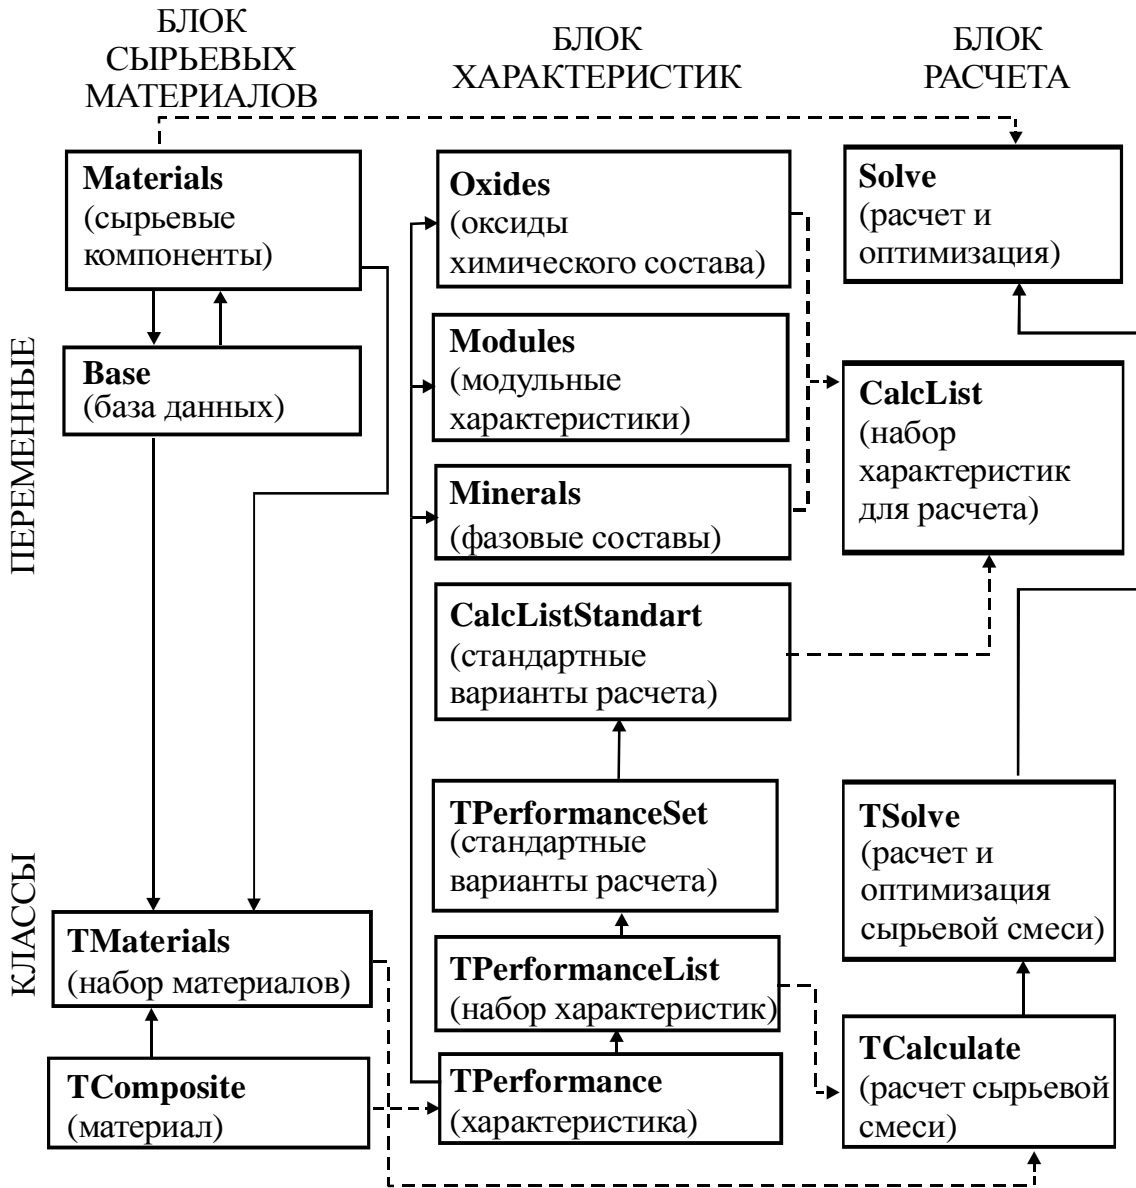 БЛОК
СЫРЬЕВЫХ
МАТЕРИАЛОВ
БЛОК
ХАРАКТЕРИСТИК
БЛОК
РАСЧЕТА
ПЕРЕМЕННЫЕ
Materials
(сырьевые
компоненты)
Base
(база данных)
Oxides
(оксиды
химического состава)
Modules
(модульные
характеристики)
Minerals
(фазовые составы)
CalcListStandart
(стандартные
варианты расчета)
Solve
(расчет и
оптимизация)
CalcList
(набор
характеристик
для расчета)
КЛАССЫ
TMaterials
(набор материалов)
TComposite
(материал)
TPerformanceSet
(стандартные
варианты расчета)
TPerformanceList
(набор характеристик)
TPerformance
(характеристика)
TSolve
(расчет и
оптимизация
сырьевой смеси)
TCalculate
(расчет сырьевой
смеси)